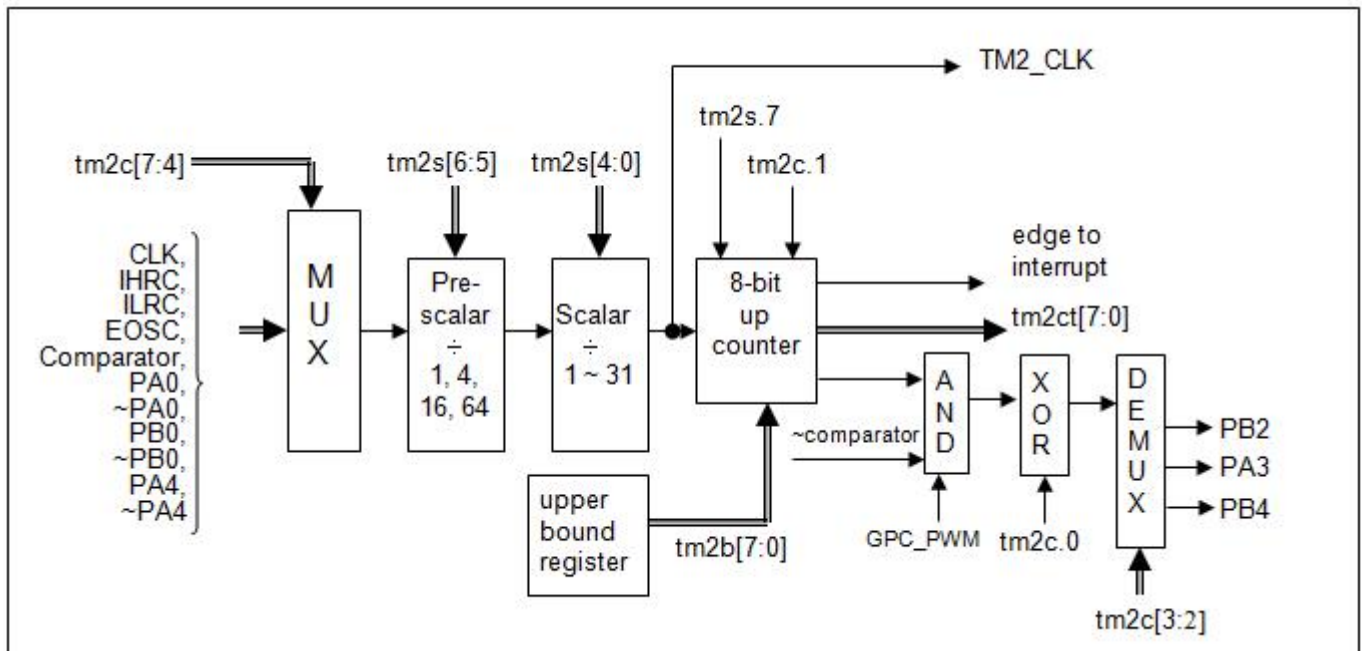 TM2_CLK
tm2s.7
tm2c[7:4]
tm2s[6:5]
tm2s[4:0]
tm2c.1
CLK,
IHRC,
ILRC,
EOSC,
Comparator,
PA0,
~PA0,
PB0,
~PB0,
PA4,
~PA4
M
U
X
Pre-
scalar
÷
1, 4,
16, 64
Scalar
÷
1 ~ 31
8-bit
up
counter
edge to
interrupt
tm2ct[7:0]
~comparator
A
N
D
X
O
R
D
E
M
U
X
PB2
PA3
PB4
upper
bound
register
tm2b[7:0]
GPC_PWM
tm2c.0
tm2c[3:2]